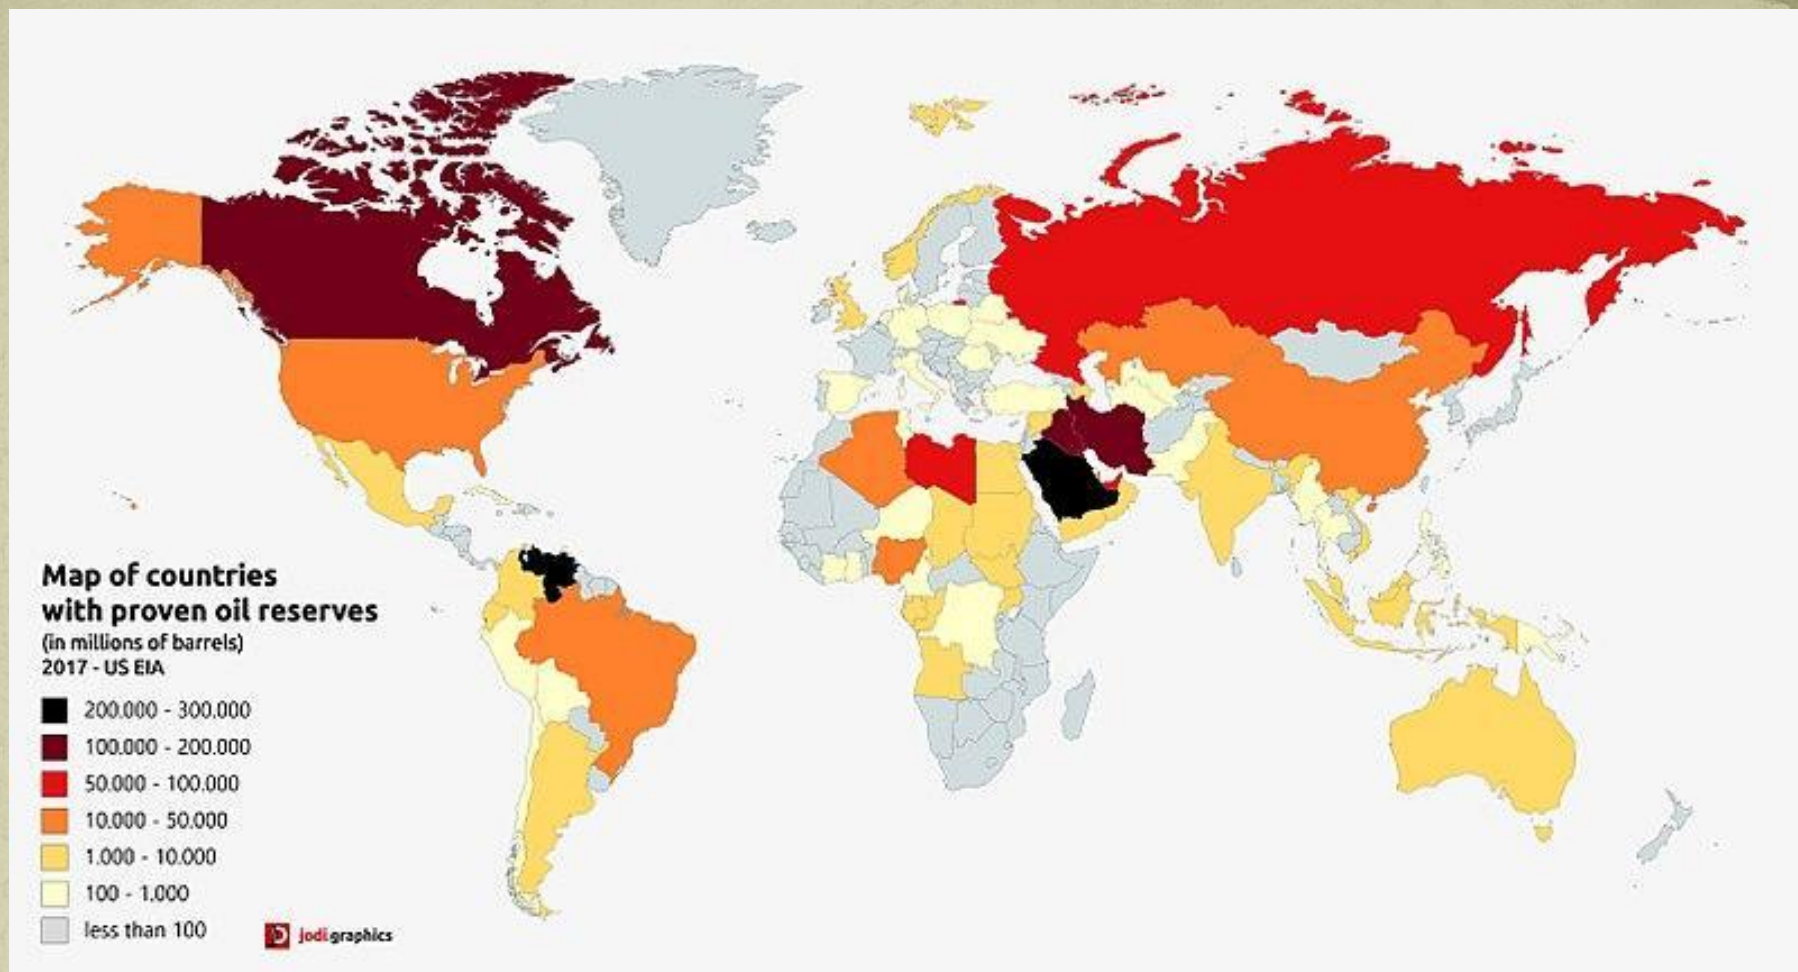 Map of countries
with proven oil reserves
(in millions of barrels)
2017 - US EIA
200.000 - 300.000
100.000 - 200.000
50.000 - 100.000
10.000 - 50.000
1.000 - 10.000
100 - 1.000
less than 100
jodi graphics